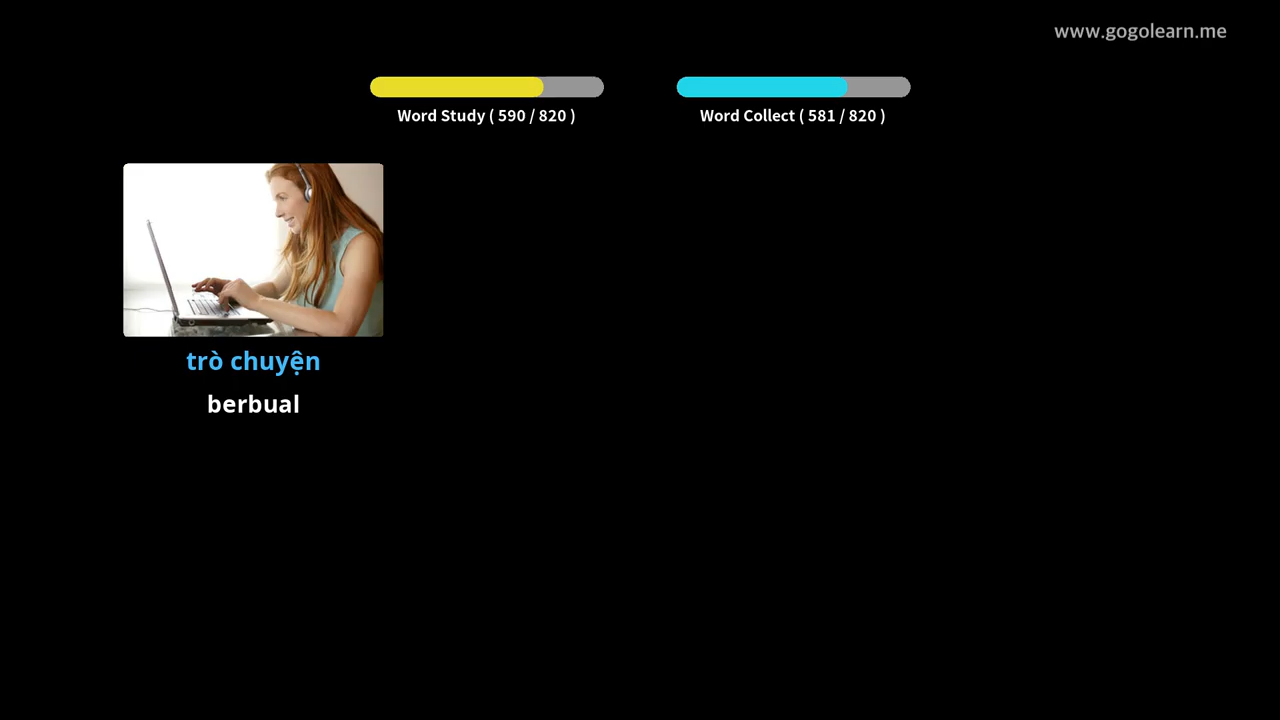 www.gogolearn.me
Word Study ( 590 / 820 )
Word Collect ( 581 / 820 )
trò chuyện
berbual